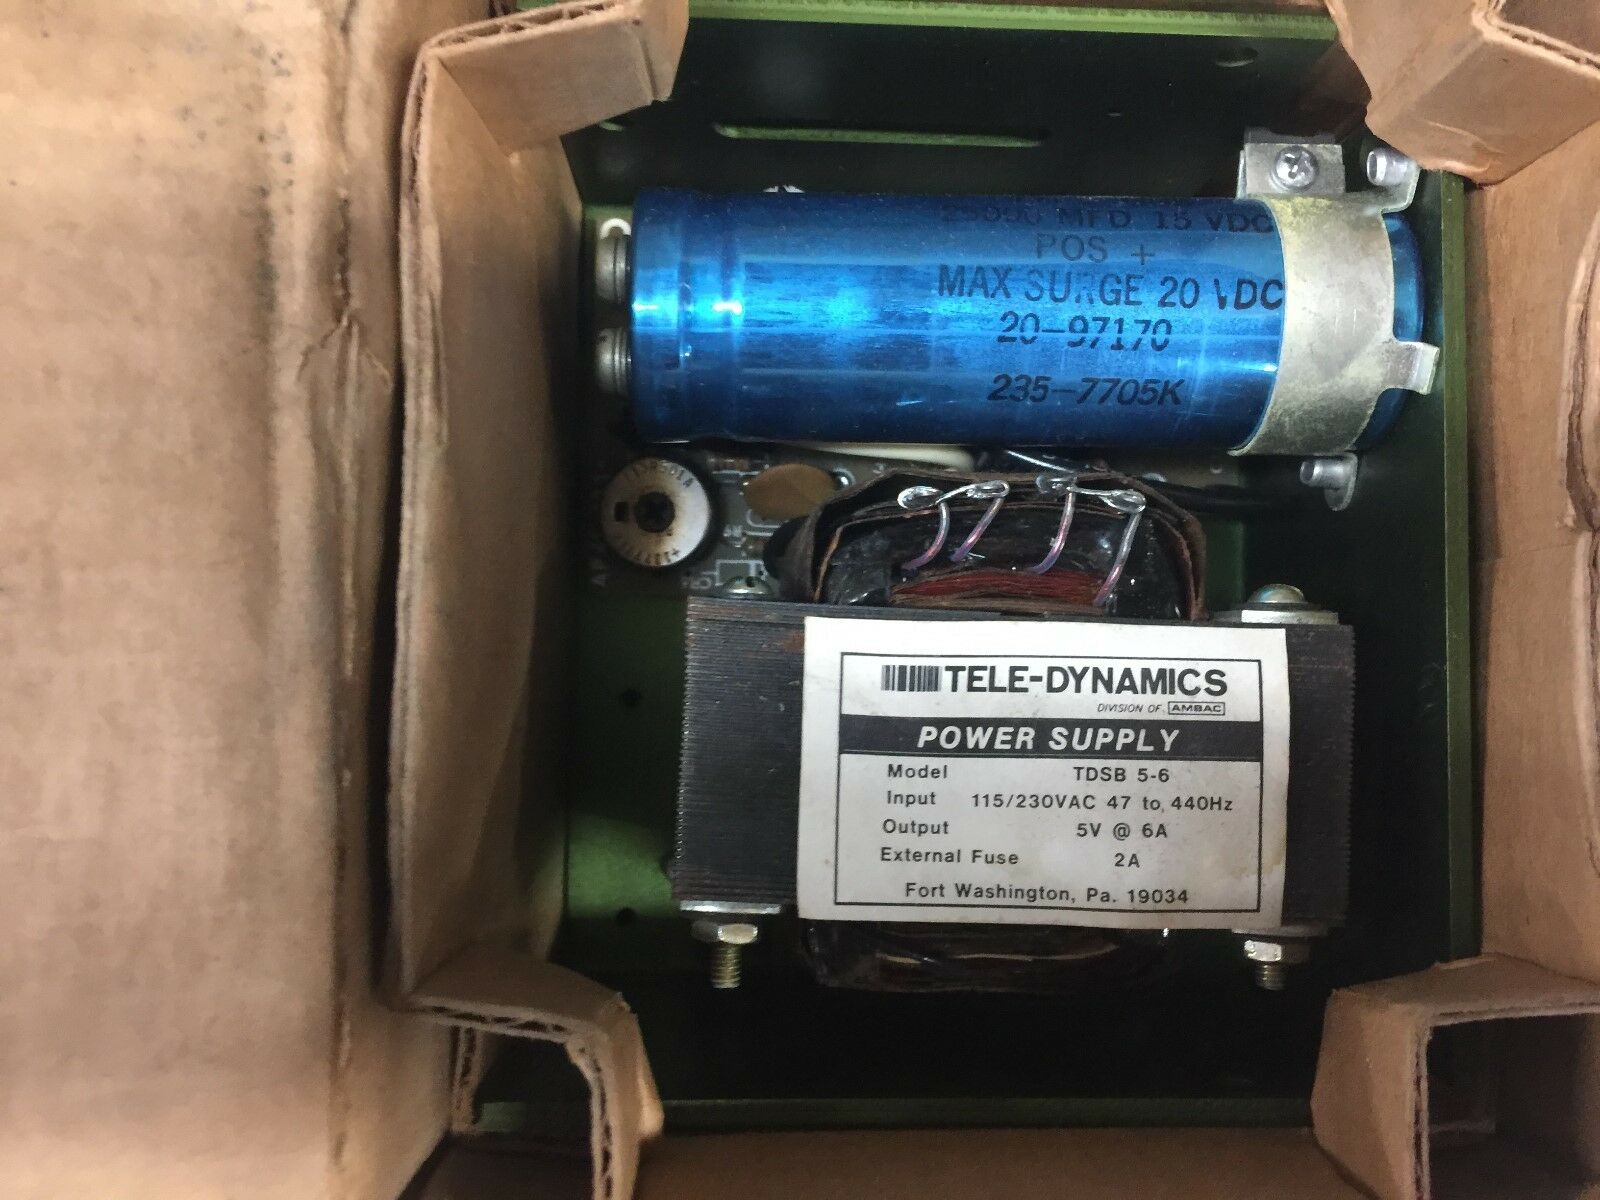 25000 MFD 15 VDC
POS +
MAX SURGE 20 VDC
20-97170
235-7705K
TELE-DYNAMICS
DIVISION OF AMBAC
POWER SUPPLY
Model TDSB 5-6
Input 115/230VAC 47 to 440Hz
Output 5V @ 6A
External Fuse 2A
Fort Washington, Pa. 19034